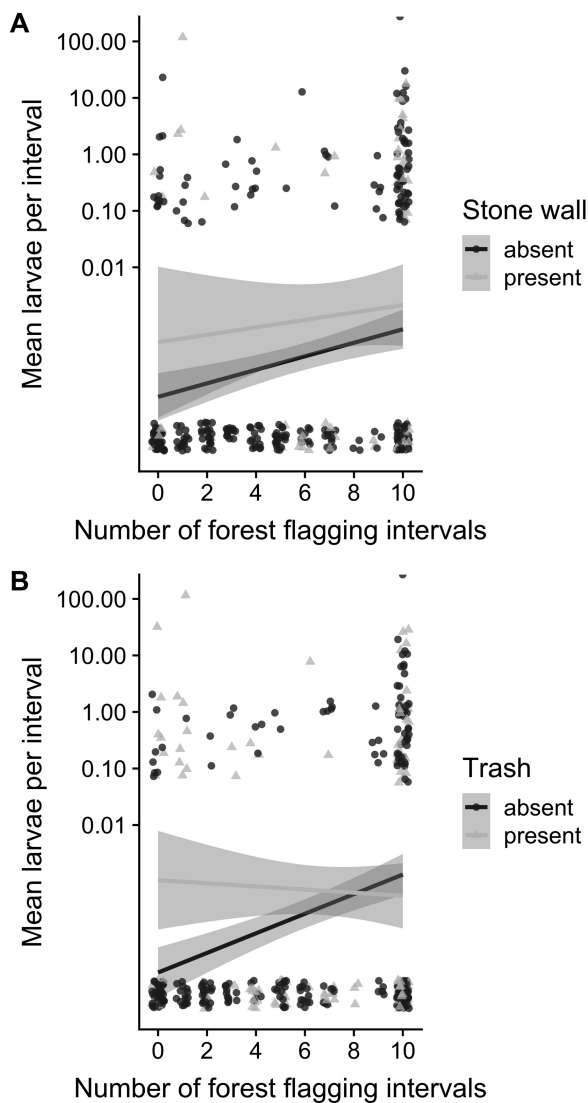 A
Mean larvae per interval
100.00
10.00
1.00
0.10
0.01
0 2 4 6 8 10
Number of forest flagging intervals
Stone wall
absent
present
B
Mean larvae per interval
100.00
10.00
1.00
0.10
0.01
0 2 4 6 8 10
Number of forest flagging intervals
Trash
absent
present